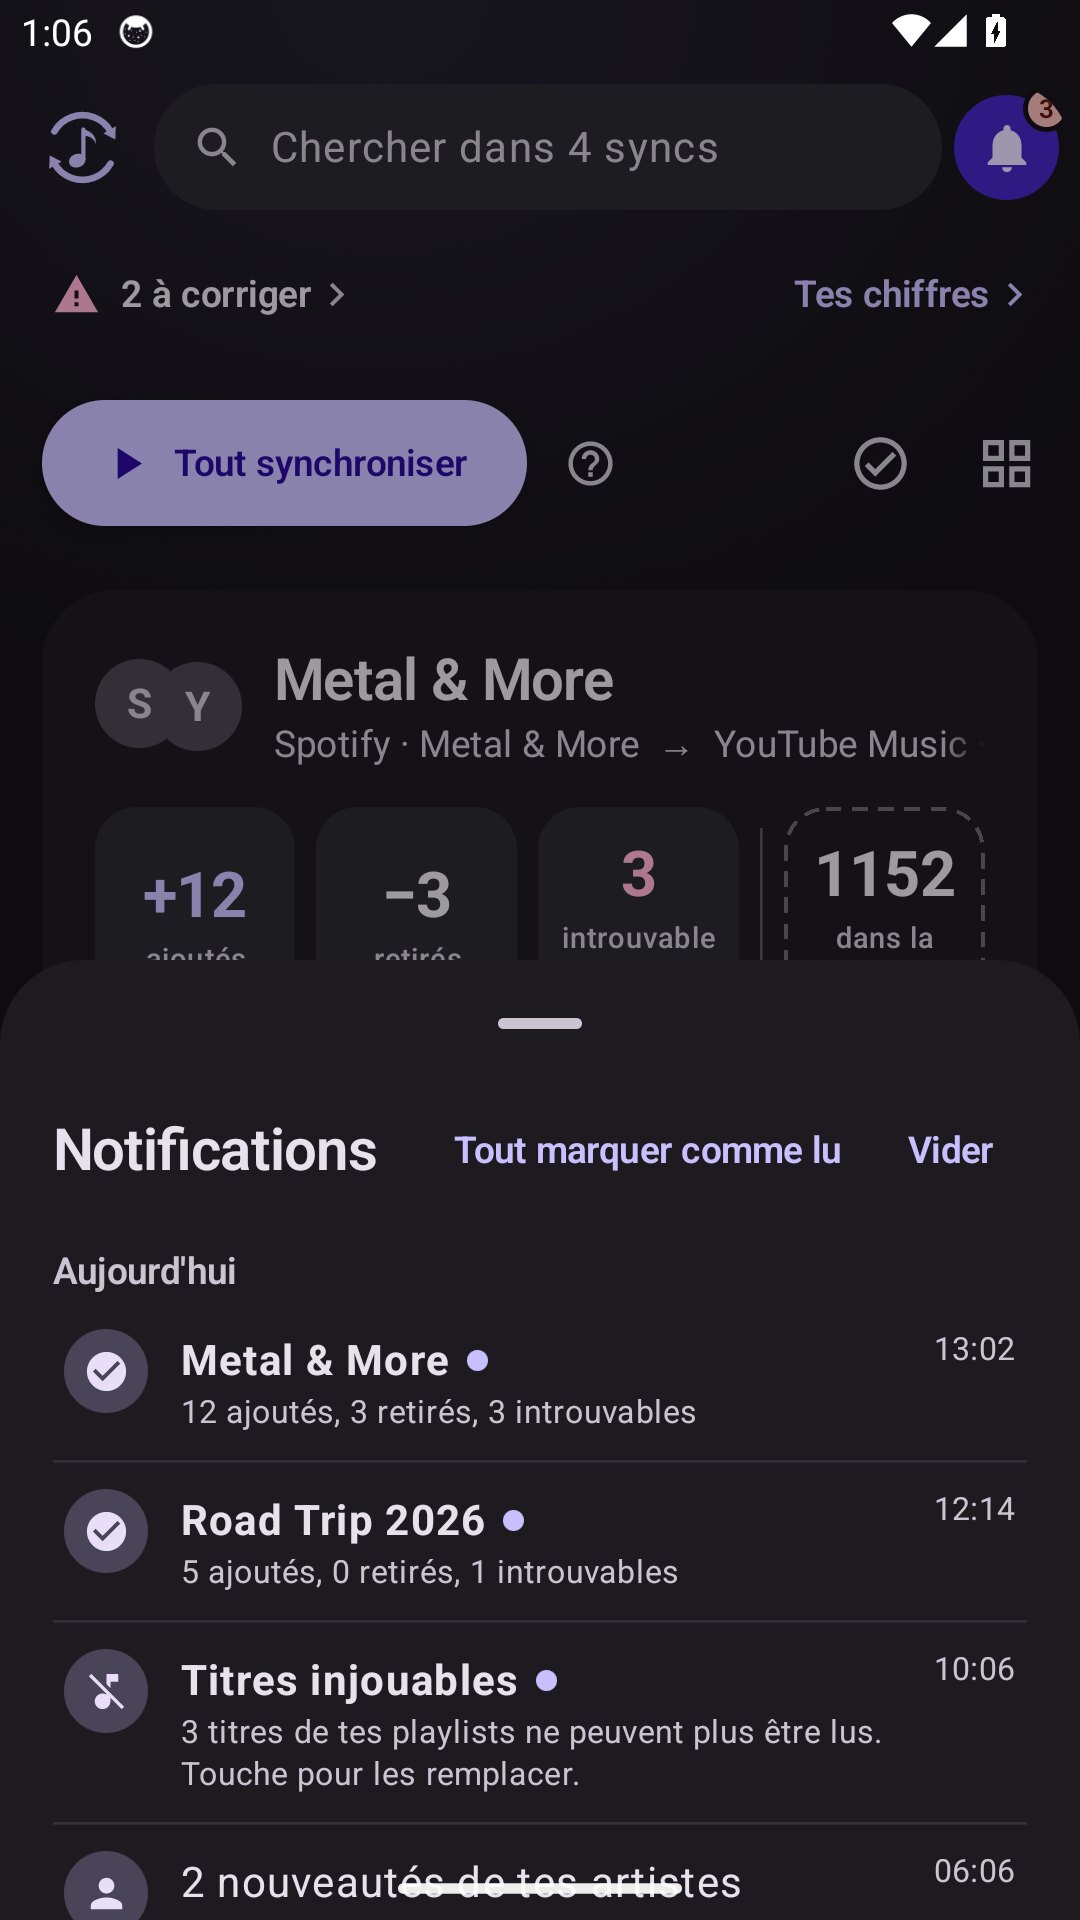 1:06
Chercher dans 4 syncs
3
2 à corriger
Tes chiffres
Tout synchroniser
S Y
Metal & More
Spotify · Metal & More → YouTube Music
+12
ajoutés
−3
retirés
3
introuvable
1152
dans la
Notifications
Tout marquer comme lu
Vider
Aujourd'hui
Metal & More
13:02
12 ajoutés, 3 retirés, 3 introuvables
Road Trip 2026
12:14
5 ajoutés, 0 retirés, 1 introuvables
Titres injouables
10:06
3 titres de tes playlists ne peuvent plus être lus.
Touche pour les remplacer.
2 nouveautés de tes artistes
06:06